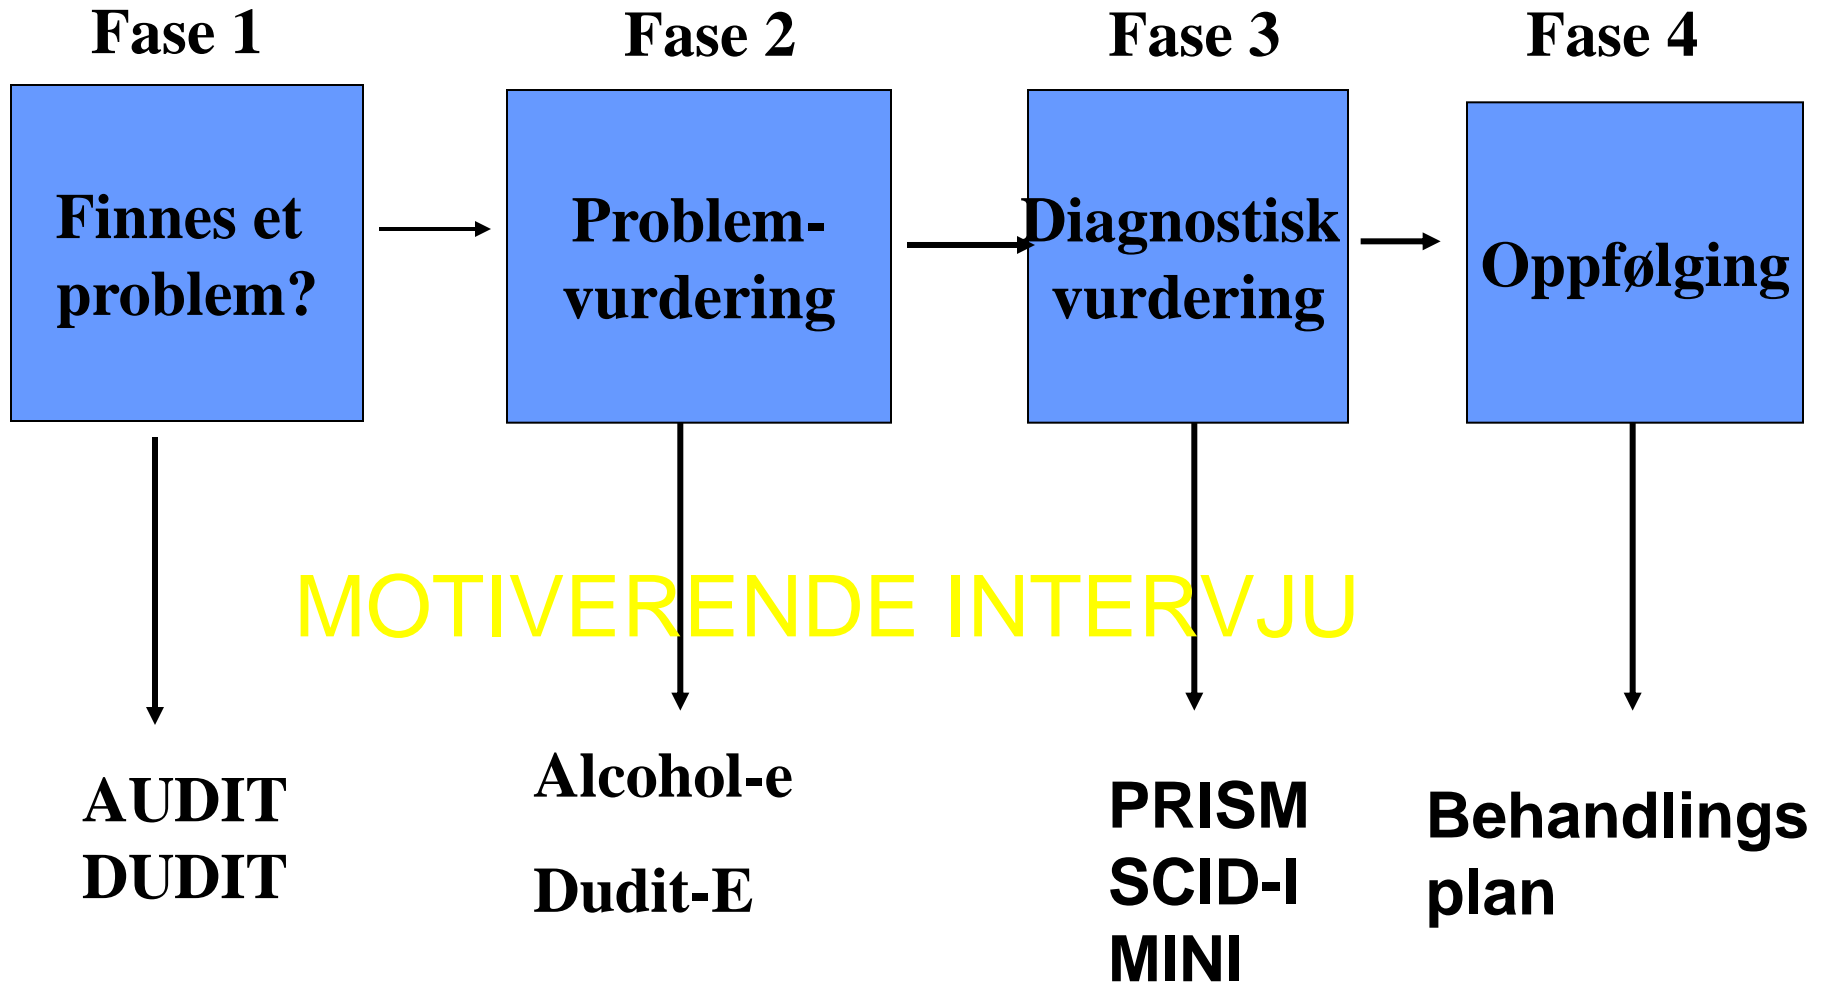 Fase 1
Fase 2
Fase 3
Fase 4
Finnes et
problem?
Problem-
vurdering
Diagnostisk
vurdering
Oppfølging
MOTIVERENDE INTERVJU
AUDIT
DUDIT
Alcohol-e
Dudit-E
PRISM
SCID-I
MINI
Behandlings
plan